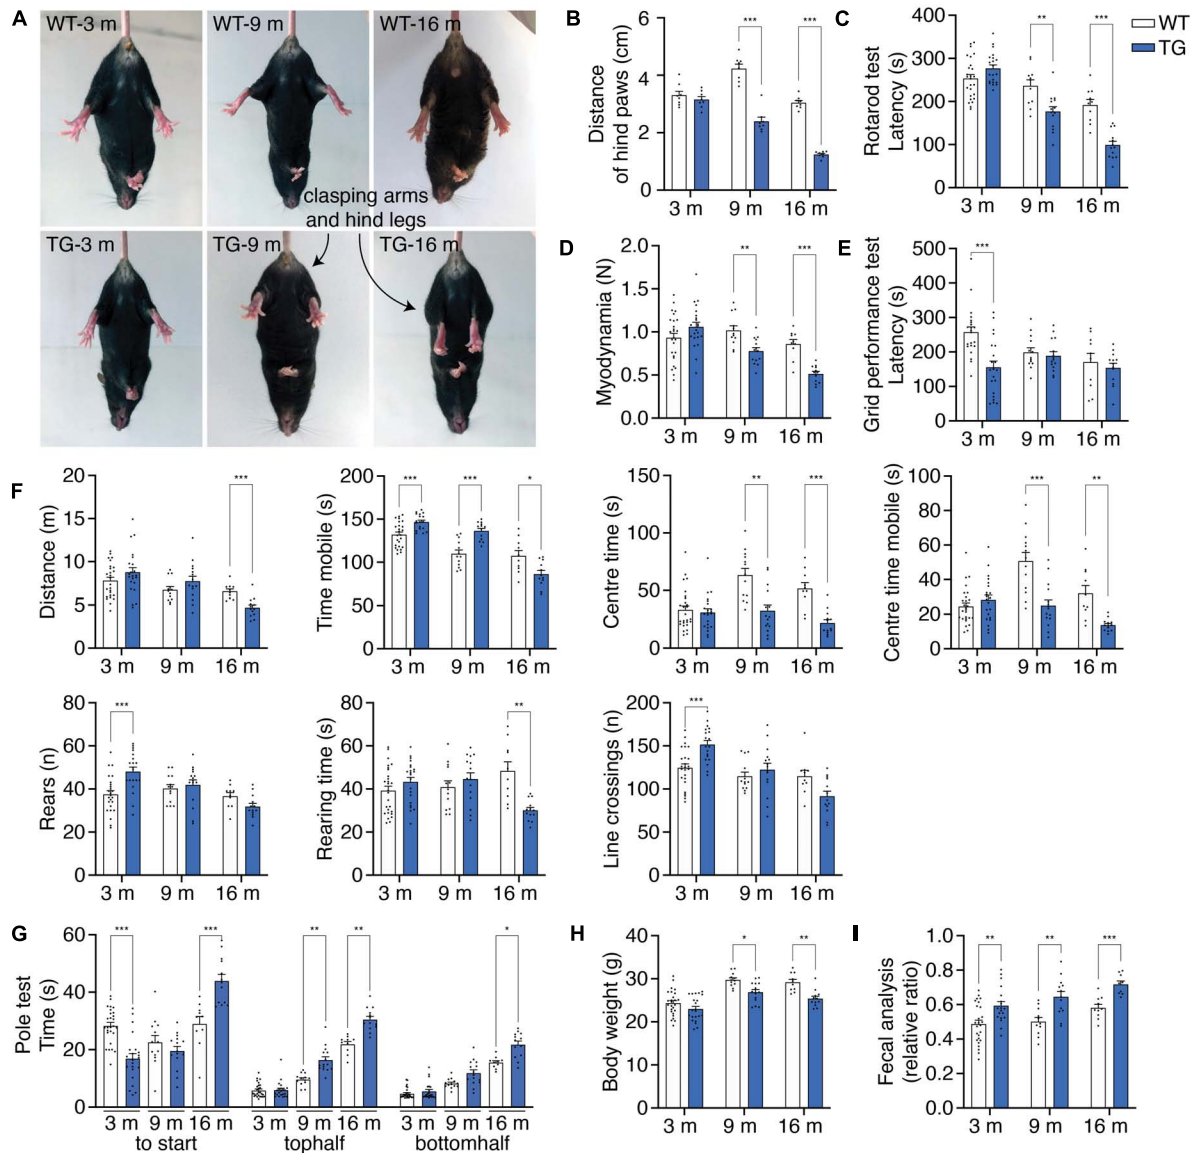 A
WT-3 m
WT-9 m
WT-16 m
clasping arms
and hind legs
TG-3 m
TG-9 m
TG-16 m
B
Distance
of hind paws (cm)
6
4
2
0
***
***
3 m
9 m
16 m
C
Rotarod test
Latency (s)
400
300
200
100
0
**
***
3 m
9 m
16 m
WT
TG
D
Myodynamia (N)
2.0
1.5
1.0
0.5
0.0
**
***
3 m
9 m
16 m
E
Grid performance test
Latency (s)
500
400
300
200
100
0
***
3 m
9 m
16 m
F
Distance (m)
20
15
10
5
0
***
3 m
9 m
16 m
Time mobile (s)
200
150
100
50
0
***
***
*
3 m
9 m
16 m
Centre time (s)
150
100
50
0
**
***
3 m
9 m
16 m
Centre time mobile (s)
100
80
60
40
20
0
***
**
3 m
9 m
16 m
Rears (n)
80
60
40
20
0
***
3 m
9 m
16 m
Rearing time (s)
80
60
40
20
0
**
3 m
9 m
16 m
Line crossings (n)
200
150
100
50
0
***
3 m
9 m
16 m
G
Pole test
Time (s)
60
40
20
0
***
***
**
**
*
3 m
9 m
16 m
3 m
9 m
16 m
3 m
9 m
16 m
to start
tophalf
bottomhalf
H
Body weight (g)
40
30
20
10
0
*
**
3 m
9 m
16 m
I
Fecal analysis
(relative ratio)
1.0
0.8
0.6
0.4
0.2
0.0
**
**
***
3 m
9 m
16 m